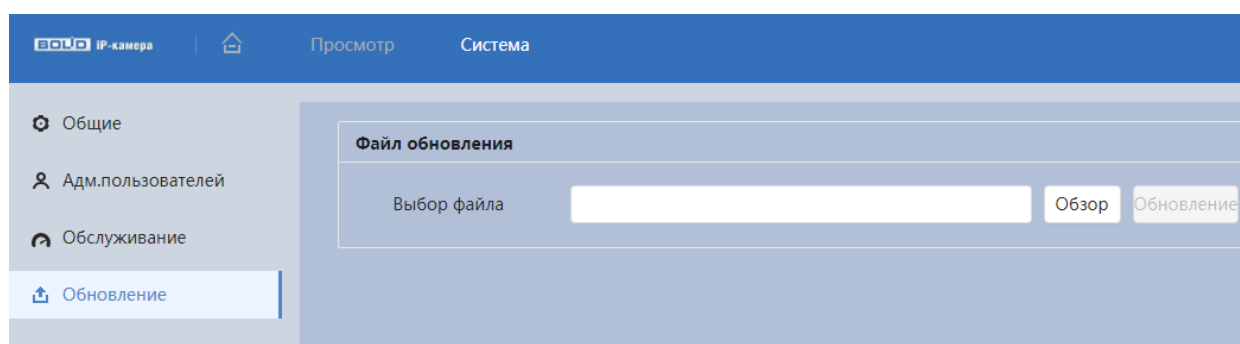 BOLID IP-камера Просмотр Система
Общие
Файл обновления
Адм.пользователей
Выбор файла Обзор Обновление
Обслуживание
Обновление